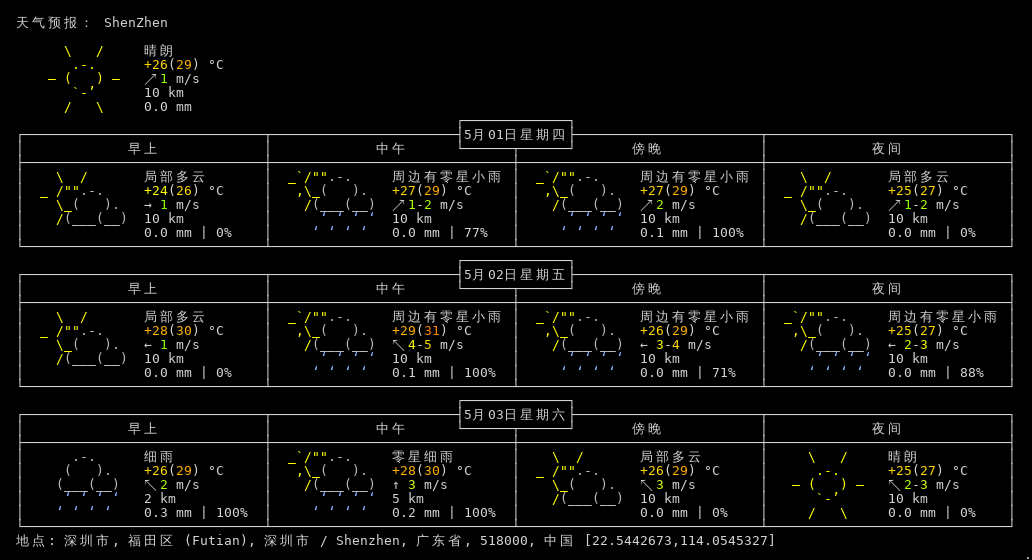 天气预报: ShenZhen
晴朗
+26(29) °C
↗ 1 m/s
10 km
0.0 mm
5月01日星期四
早上 中午 傍晚 夜间
局部多云 周边有零星小雨 周边有零星小雨 局部多云
+24(26) °C +27(29) °C +27(29) °C +25(27) °C
→ 1 m/s ↗ 1-2 m/s ↗ 2 m/s ↗ 1-2 m/s
10 km 10 km 10 km 10 km
0.0 mm | 0% 0.0 mm | 77% 0.1 mm | 100% 0.0 mm | 0%
5月02日星期五
早上 中午 傍晚 夜间
局部多云 周边有零星小雨 周边有零星小雨 周边有零星小雨
+28(30) °C +29(31) °C +26(29) °C +25(27) °C
← 1 m/s ↖ 4-5 m/s ← 3-4 m/s ← 2-3 m/s
10 km 10 km 10 km 10 km
0.0 mm | 0% 0.1 mm | 100% 0.0 mm | 71% 0.0 mm | 88%
5月03日星期六
早上 中午 傍晚 夜间
细雨 零星细雨 局部多云 晴朗
+26(29) °C +28(30) °C +26(29) °C +25(27) °C
↖ 2 m/s ↑ 3 m/s ↖ 3 m/s ↖ 2-3 m/s
2 km 5 km 10 km 10 km
0.3 mm | 100% 0.2 mm | 100% 0.0 mm | 0% 0.0 mm | 0%
地点: 深圳市, 福田区 (Futian), 深圳市 / Shenzhen, 广东省, 518000, 中国 [22.5442673,114.0545327]